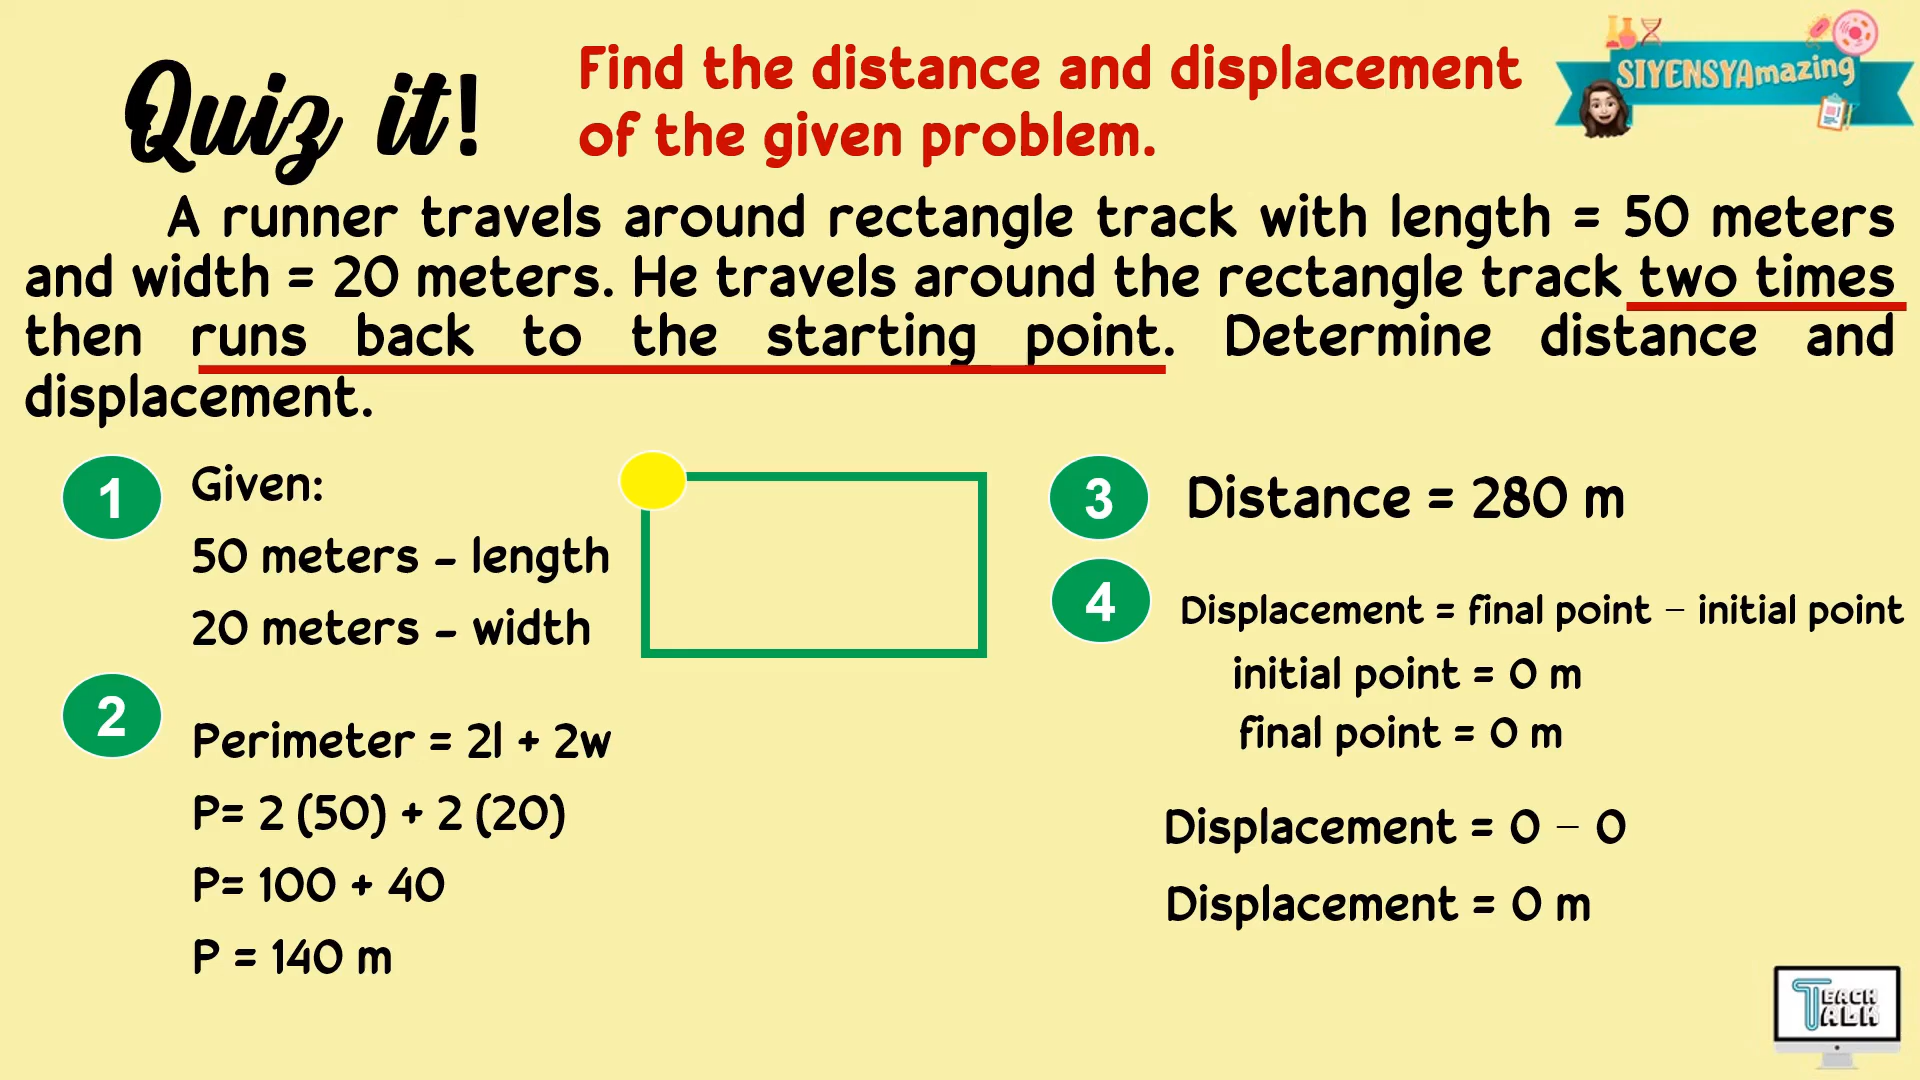 Quiz it!
Find the distance and displacement
of the given problem.
SIYENSYAmazing
A runner travels around rectangle track with length = 50 meters
and width = 20 meters. He travels around the rectangle track two times
then runs back to the starting point. Determine distance and
displacement.
1
Given:
50 meters - length
20 meters - width
2
Perimeter = 2l + 2w
P= 2 (50) + 2 (20)
P= 100 + 40
P = 140 m
3
Distance = 280 m
4
Displacement = final point – initial point
initial point = 0 m
final point = 0 m
Displacement = 0 – 0
Displacement = 0 m
TEACH
TALK